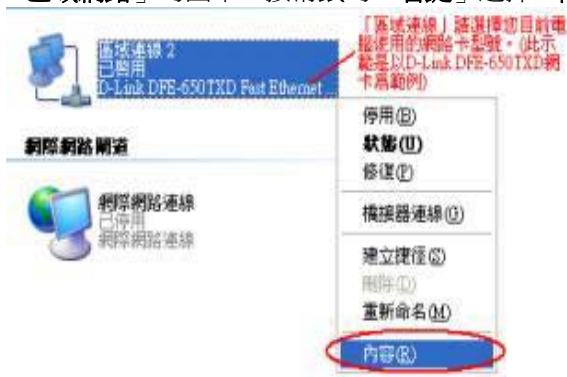 區域連線 2
已啟用
D-Link DFE-650TXD Fast Ethernet ...
「區域連線」請選擇您目前電
腦使用的網路卡型號。(此示
範是以D-Link DFE-650TXD網
卡為範例)
網際網路閘道
網際網路連線
已停用
網際網路連線
停用(B)
狀態(U)
修復(P)
橋接器連線(G)
建立捷徑(S)
刪除(D)
重新命名(M)
內容(R)